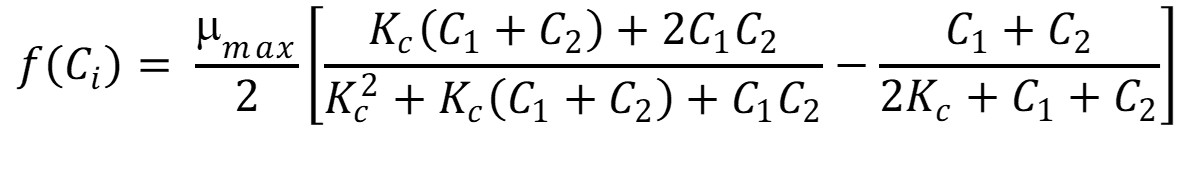 f(C_i) = \frac{μ_{max}}{2} \left[ \frac{K_c(C_1 + C_2) + 2C_1C_2}{K_c^2 + K_c(C_1 + C_2) + C_1C_2} - \frac{C_1 + C_2}{2K_c + C_1 + C_2} \right]